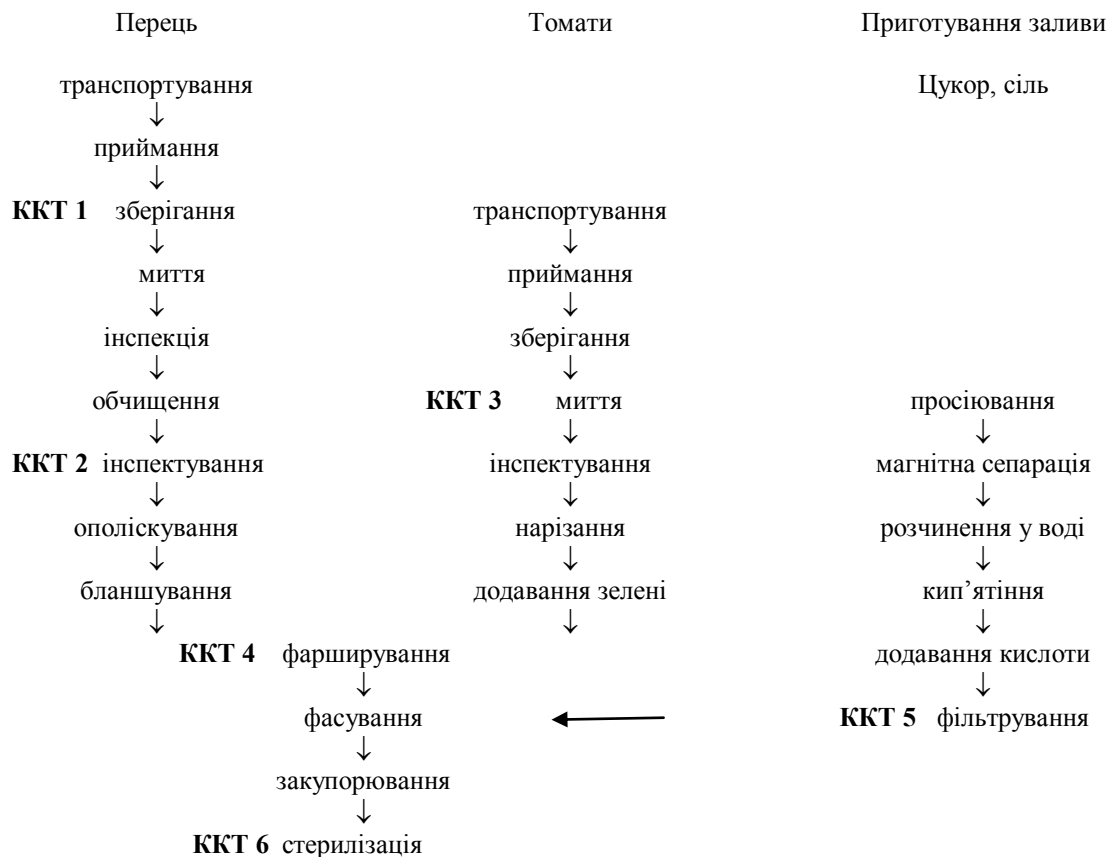 Перець Томати Приготування заливи
транспортування Цукор, сіль
приймання
ККТ 1 зберігання транспортування
миття приймання
інспекція зберігання
обчищення ККТ 3 миття просіювання
ККТ 2 інспектування інспектування магнітна сепарація
ополіскування нарізання розчинення у воді
бланшування додавання зелені кип’ятіння
ККТ 4 фарширування додавання кислоти
фасування ККТ 5 фільтрування
закупорювання
ККТ 6 стерилізація